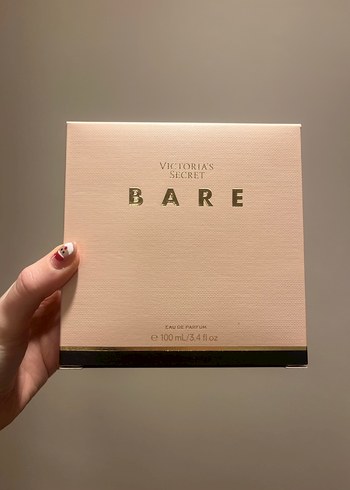 VICTORIA'S
SECRET
BARE
EAU DE PARFUM
℮ 100 mL/3.4 fl oz